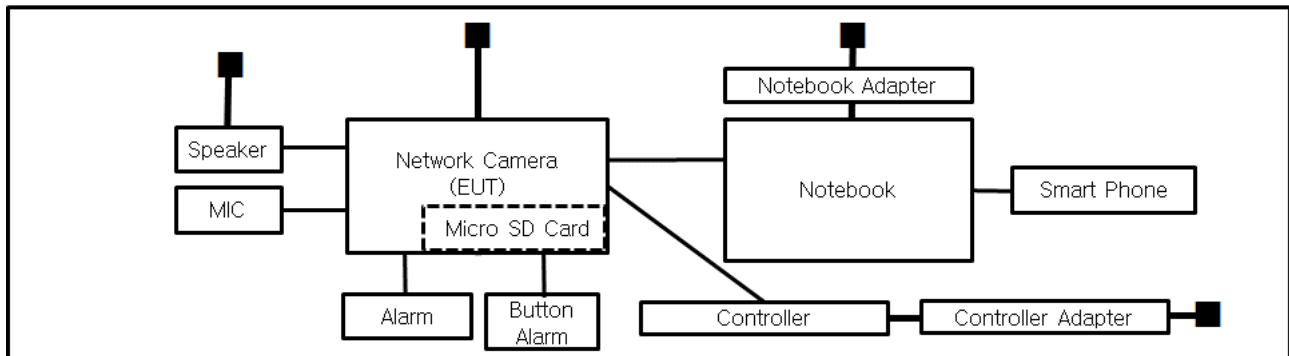 Notebook Adapter
Speaker
Network Camera
(EUT)
Notebook
MIC
Smart Phone
Micro SD Card
Alarm
Button
Alarm
Controller
Controller Adapter